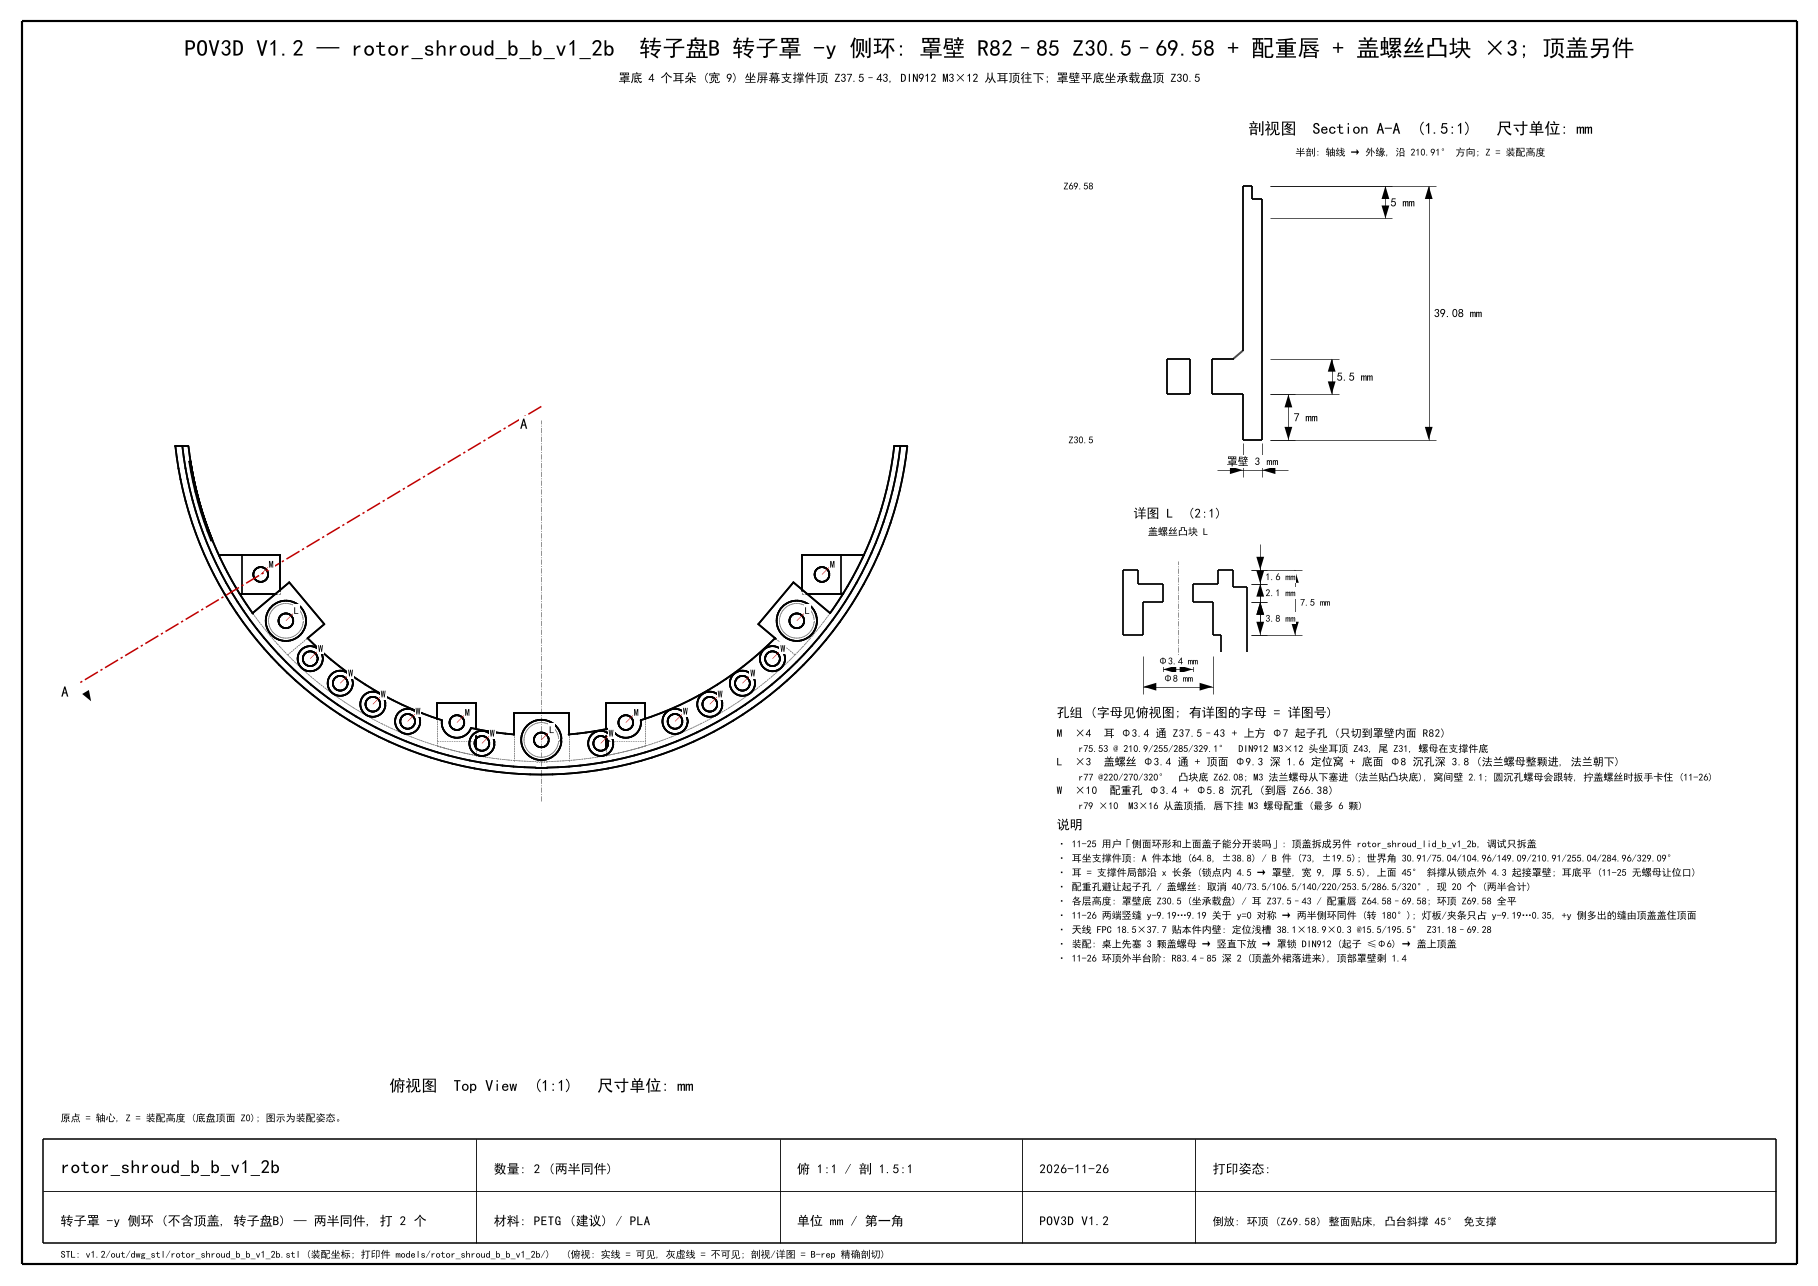 POV3D V1.2 — rotor_shroud_b_b_v1_2b 转子盘B 转子罩 -y 侧环: 罩壁 R82–85 Z30.5–69.58 + 配重唇 + 盖螺丝凸块 ×3; 顶盖另件
罩底 4 个耳朵 (宽 9) 坐屏幕支撑件顶 Z37.5–43, DIN912 M3×12 从耳顶往下; 罩壁平底坐承载盘顶 Z30.5
剖视图 Section A-A (1.5:1) 尺寸单位: mm
半剖: 轴线 → 外缘, 沿 210.91° 方向; Z = 装配高度
Z69.58
5 mm
39.08 mm
5.5 mm
7 mm
Z30.5
罩壁 3 mm
A
A
M
M
L
L
W
W
W
W
W
W
W
W
M
M
L
W
W
详图 L (2:1)
盖螺丝凸块 L
1.6 mm
2.1 mm
7.5 mm
3.8 mm
Φ3.4 mm
Φ8 mm
孔组 (字母见俯视图; 有详图的字母 = 详图号)
M ×4 耳 Φ3.4 通 Z37.5–43 + 上方 Φ7 起子孔 (只切到罩壁内面 R82)
r75.53 @ 210.9/255/285/329.1° DIN912 M3×12 头坐耳顶 Z43, 尾 Z31, 螺母在支撑件底
L ×3 盖螺丝 Φ3.4 通 + 顶面 Φ9.3 深 1.6 定位窝 + 底面 Φ8 沉孔深 3.8 (法兰螺母整颗进, 法兰朝下)
r77 @220/270/320° 凸块底 Z62.08; M3 法兰螺母从下塞进 (法兰贴凸块底), 窝间壁 2.1; 圆沉孔螺母会跟转, 拧盖螺丝时扳手卡住 (11-26)
W ×10 配重孔 Φ3.4 + Φ5.8 沉孔 (到唇 Z66.38)
r79 ×10 M3×16 从盖顶插, 唇下挂 M3 螺母配重 (最多 6 颗)
说明
· 11-25 用户「侧面环形和上面盖子能分开装吗」: 顶盖拆成另件 rotor_shroud_lid_b_v1_2b, 调试只拆盖
· 耳坐支撑件顶: A 件本地 (64.8, ±38.8) / B 件 (73, ±19.5); 世界角 30.91/75.04/104.96/149.09/210.91/255.04/284.96/329.09°
· 耳 = 支撑件局部沿 x 长条 (锁点内 4.5 → 罩壁, 宽 9, 厚 5.5), 上面 45° 斜撑从锁点外 4.3 起接罩壁; 耳底平 (11-25 无螺母让位口)
· 配重孔避让起子孔 / 盖螺丝: 取消 40/73.5/106.5/140/220/253.5/286.5/320°, 现 20 个 (两半合计)
· 各层高度: 罩壁底 Z30.5 (坐承载盘) / 耳 Z37.5–43 / 配重唇 Z64.58–69.58; 环顶 Z69.58 全平
· 11-26 两端竖缝 y-9.19…9.19 关于 y=0 对称 → 两半侧环同件 (转 180°); 灯板/夹条只占 y-9.19…0.35, +y 侧多出的缝由顶盖盖住顶面
· 天线 FPC 18.5×37.7 贴本件内壁: 定位浅槽 38.1×18.9×0.3 @15.5/195.5° Z31.18–69.28
· 装配: 桌上先塞 3 颗盖螺母 → 竖直下放 → 罩锁 DIN912 (起子 ≤Φ6) → 盖上顶盖
· 11-26 环顶外半台阶: R83.4–85 深 2 (顶盖外裙落进来), 顶部罩壁剩 1.4
俯视图 Top View (1:1) 尺寸单位: mm
原点 = 轴心, Z = 装配高度 (底盘顶面 Z0); 图示为装配姿态。
rotor_shroud_b_b_v1_2b
数量: 2 (两半同件)
俯 1:1 / 剖 1.5:1
2026-11-26
打印姿态:
转子罩 -y 侧环 (不含顶盖, 转子盘B) — 两半同件, 打 2 个
材料: PETG (建议) / PLA
单位 mm / 第一角
POV3D V1.2
倒放: 环顶 (Z69.58) 整面贴床, 凸台斜撑 45° 免支撑
STL: v1.2/out/dwg_stl/rotor_shroud_b_b_v1_2b.stl (装配坐标; 打印件 models/rotor_shroud_b_b_v1_2b/) (俯视: 实线 = 可见, 灰虚线 = 不可见; 剖视/详图 = B-rep 精确剖切)